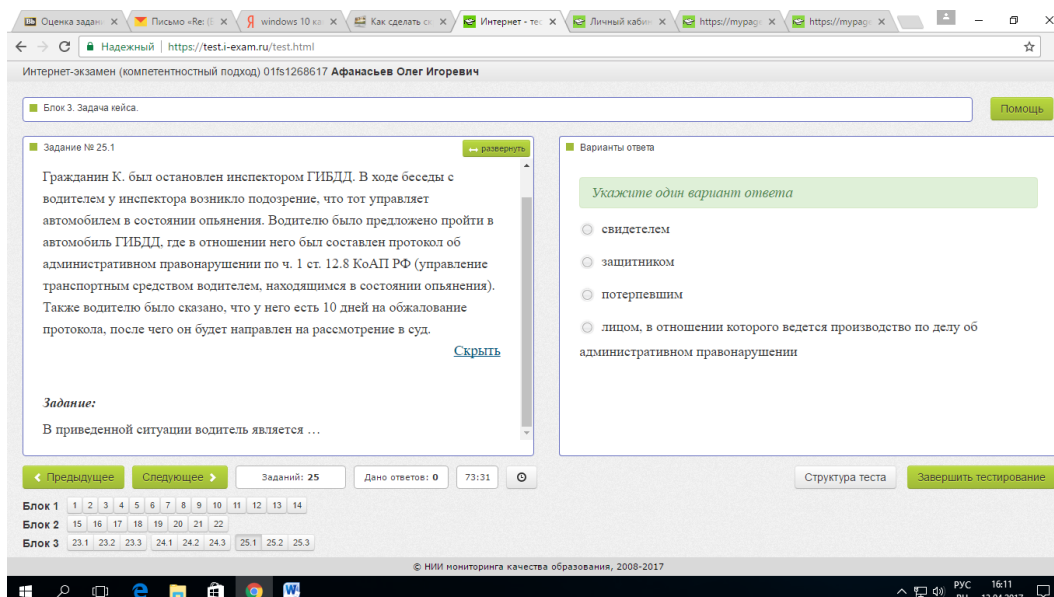 Оценка задани
Письмо «Re: (Е
windows 10 ка
Как сделать ск
Интернет - тес
Личный кабин
https://mypage
https://mypage
Надежный | https://test.i-exam.ru/test.html
Интернет-экзамен (компетентностный подход) 01fs1268617 Афанасьев Олег Игоревич
Блок 3. Задача кейса.
Помощь
Задание № 25.1
развернуть
Гражданин К. был остановлен инспектором ГИБДД. В ходе беседы с
водителем у инспектора возникло подозрение, что тот управляет
автомобилем в состоянии опьянения. Водителю было предложено пройти в
автомобиль ГИБДД, где в отношении него был составлен протокол об
административном правонарушении по ч. 1 ст. 12.8 КоАП РФ (управление
транспортным средством водителем, находящимся в состоянии опьянения).
Также водителю было сказано, что у него есть 10 дней на обжалование
протокола, после чего он будет направлен на рассмотрение в суд.
Скрыть
Задание:
В приведенной ситуации водитель является …
Варианты ответа
Укажите один вариант ответа
свидетелем
защитником
потерпевшим
лицом, в отношении которого ведется производство по делу об
административном правонарушении
Предыдущее
Следующее
Заданий: 25
Дано ответов: 0
73:31
Структура теста
Завершить тестирование
Блок 1 1 2 3 4 5 6 7 8 9 10 11 12 13 14
Блок 2 15 16 17 18 19 20 21 22
Блок 3 23.1 23.2 23.3 24.1 24.2 24.3 25.1 25.2 25.3
© НИИ мониторинга качества образования, 2008-2017
РУС 16:11